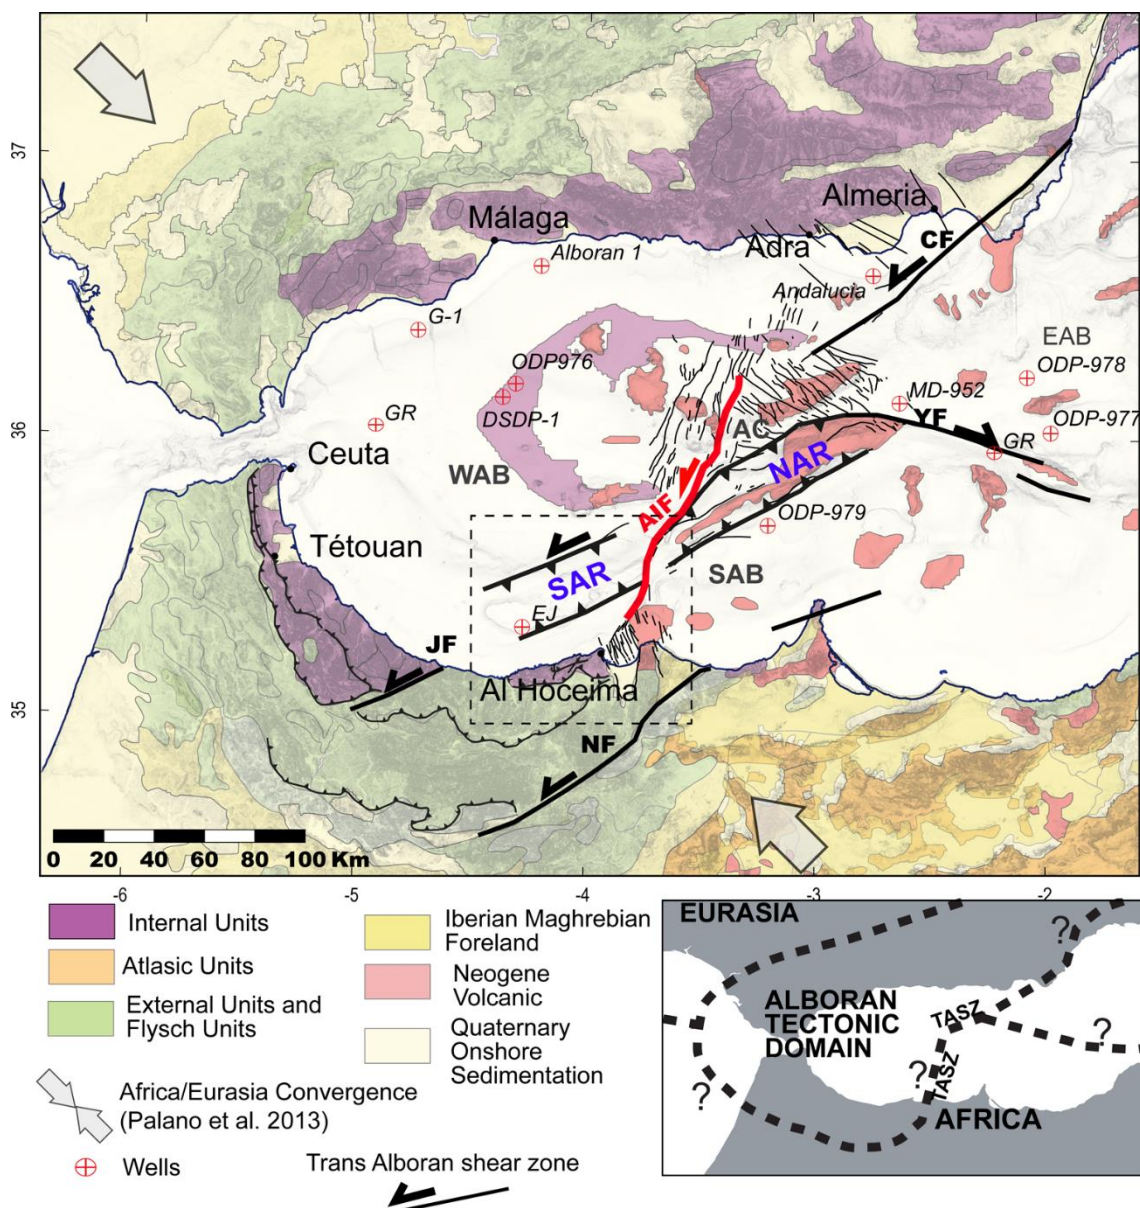 37
36
35
-6
-5
-4
-3
-2
Málaga
Almeria
Adra
CF
Alboran 1
Andalucia
G-1
EAB
ODP976
ODP-978
DSDP-1
MD-952
GR
ODP-977
YF
AC
GR
Ceuta
WAB
NAR
AIF
ODP-979
Tétouan
SAR
SAB
EJ
JF
Al Hoceima
NF
0 20 40 60 80 100 Km
Internal Units
Atlasic Units
External Units and
Flysch Units
Africa/Eurasia Convergence
(Palano et al. 2013)
Wells
Iberian Maghrebian
Foreland
Neogene
Volcanic
Quaternary
Onshore
Sedimentation
Trans Alboran shear zone
EURASIA
?
ALBORAN
TECTONIC
DOMAIN
TASZ
?
?
TASZ
?
AFRICA